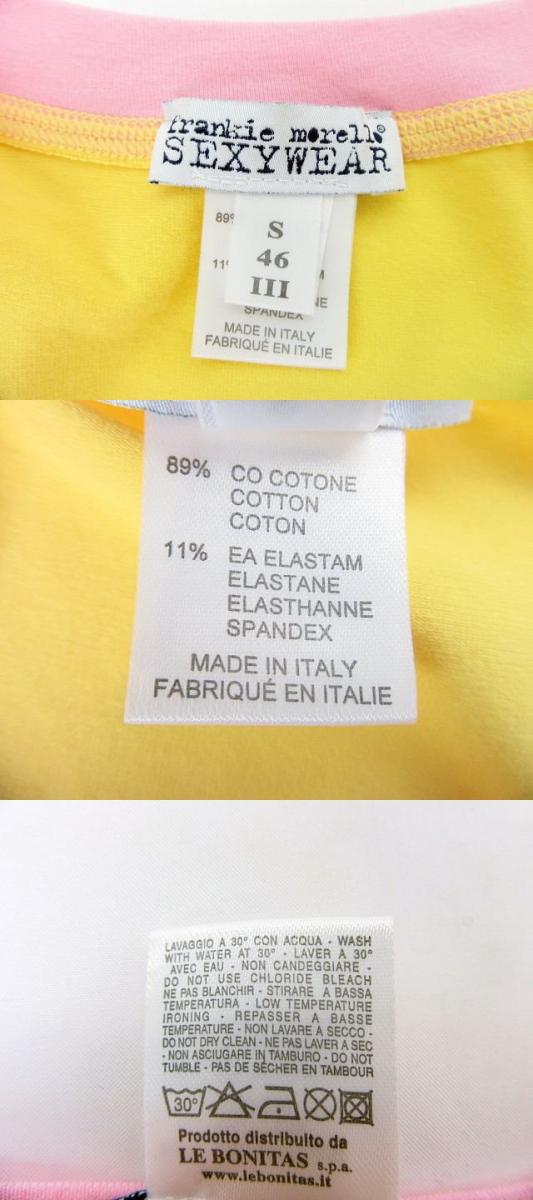 frankie morello®
SEXYWEAR
89%
S
46
III
SPANDEX
MADE IN ITALY
FABRIQUÉ EN ITALIE
89% CO COTONE
COTTON
COTON
11% EA ELASTAM
ELASTANE
ELASTHANNE
SPANDEX
MADE IN ITALY
FABRIQUÉ EN ITALIE
LAVAGGIO A 30° CON ACQUA - WASH
WITH WATER AT 30° - LAVER A 30°
AVEC EAU - NON CANDEGGIARE -
DO NOT USE CHLORIDE BLEACH
NE PAS BLANCHIR - STIRARE A BASSA
TEMPERATURA - LOW TEMPERATURE
IRONING - REPASSER A BASSE
TEMPERATURE - NON LAVARE A SECCO -
DO NOT DRY CLEAN - NE PAS LAVER A SEC
- NON ASCIUGARE IN TAMBURO - DO NOT
TUMBLE - PAS DE SÉCHER EN TAMBOUR
30°
Prodotto distribuito da
LE BONITAS s.p.a.
www.lebonitas.it